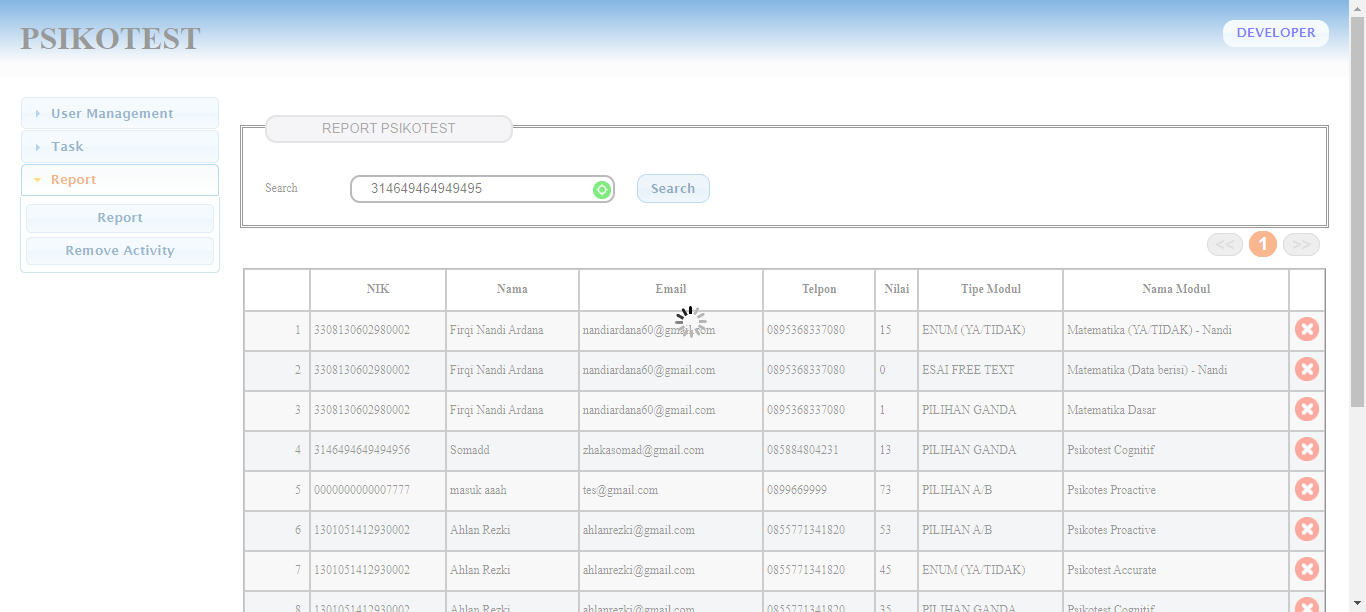 PSIKOTEST
DEVELOPER
User Management
Task
Report
Report
Remove Activity
REPORT PSIKOTEST
Search 314649464949495 Search
<< 1 >>
NIK Nama Email Telpon Nilai Tipe Modul Nama Modul
1 3308130602980002 Firqi Nandi Ardana nandiardana60@gmail.com 0895368337080 15 ENUM (YA/TIDAK) Matematika (YA/TIDAK) - Nandi
2 3308130602980002 Firqi Nandi Ardana nandiardana60@gmail.com 0895368337080 0 ESAI FREE TEXT Matematika (Data berisi) - Nandi
3 3308130602980002 Firqi Nandi Ardana nandiardana60@gmail.com 0895368337080 1 PILIHAN GANDA Matematika Dasar
4 3146494649494956 Somadd zhakasomad@gmail.com 085884804231 13 PILIHAN GANDA Psikotest Cognitif
5 0000000000007777 masuk aaah tes@gmail.com 0899669999 73 PILIHAN A/B Psikotes Proactive
6 1301051412930002 Ahlan Rezki ahlanrezki@gmail.com 0855771341820 53 PILIHAN A/B Psikotes Proactive
7 1301051412930002 Ahlan Rezki ahlanrezki@gmail.com 0855771341820 45 ENUM (YA/TIDAK) Psikotest Accurate
8 1301051412930002 Ahlan Rezki ahlanrezki@gmail.com 0855771341820 35 PILIHAN GANDA Psikotest Cognitif